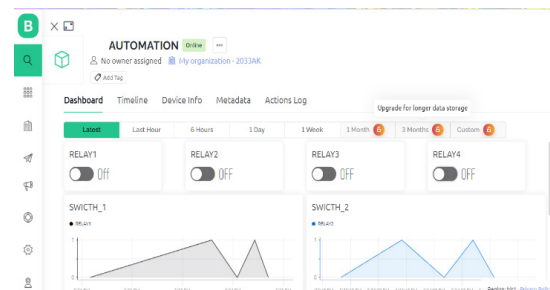 B
AUTOMATION Online
No owner assigned My organization - 2033AK
Add Tag
Dashboard Timeline Device Info Metadata Actions Log
Upgrade for longer data storage
Latest Last Hour 6 Hours 1 Day 1 Week 1 Month 3 Months Custom
RELAY1 RELAY2 RELAY3 RELAY4
Off OFF OFF OFF
SWICTH_1 SWICTH_2
RELAY1 RELAY2
1 1
0 0